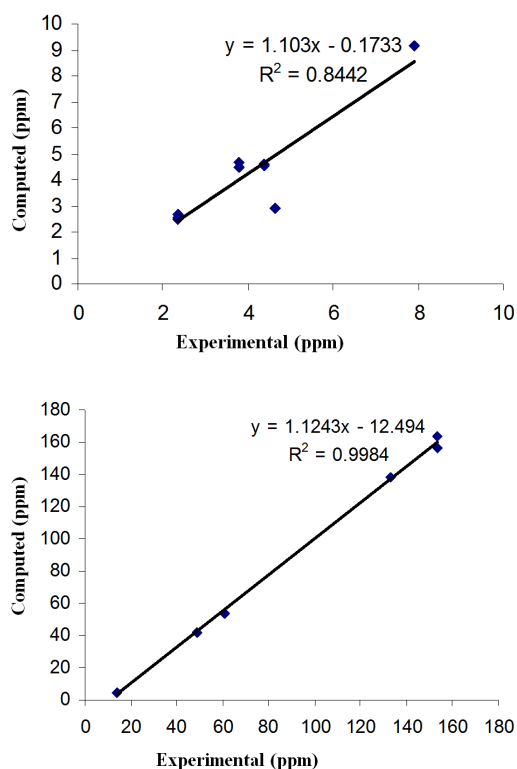 10
9
8
7
6
5
4
3
2
1
0
y = 1.103x - 0.1733
R² = 0.8442
Computed (ppm)
0 2 4 6 8 10
Experimental (ppm)
180
160
140
120
100
80
60
40
20
0
y = 1.1243x - 12.494
R² = 0.9984
Computed (ppm)
0 20 40 60 80 100 120 140 160 180
Experimental (ppm)